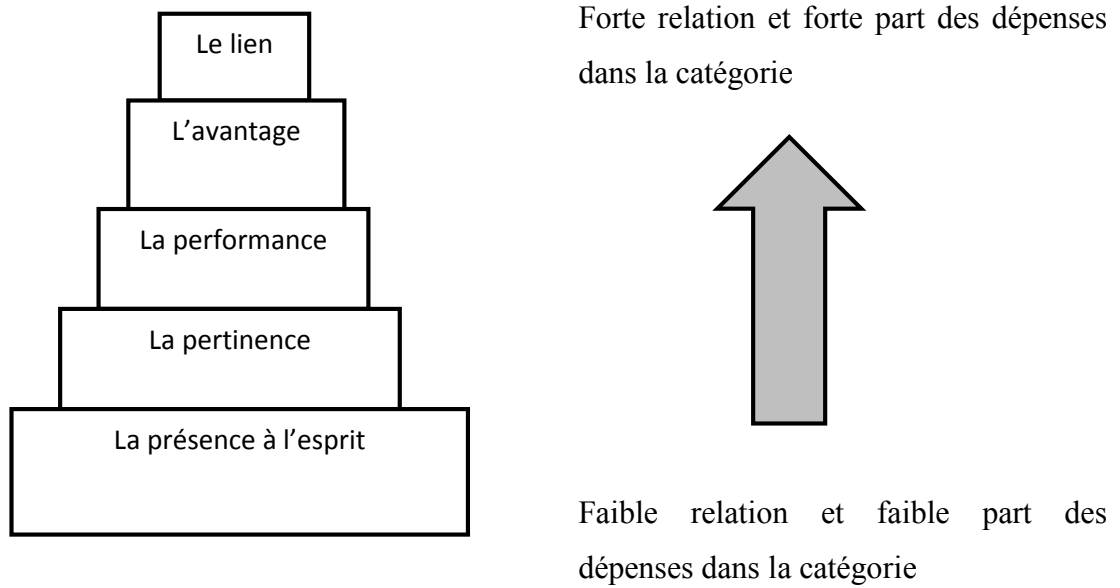 Le lien
L’avantage
La performance
La pertinence
La présence à l’esprit
Forte relation et forte part des dépenses
dans la catégorie
Faible relation et faible part des
dépenses dans la catégorie